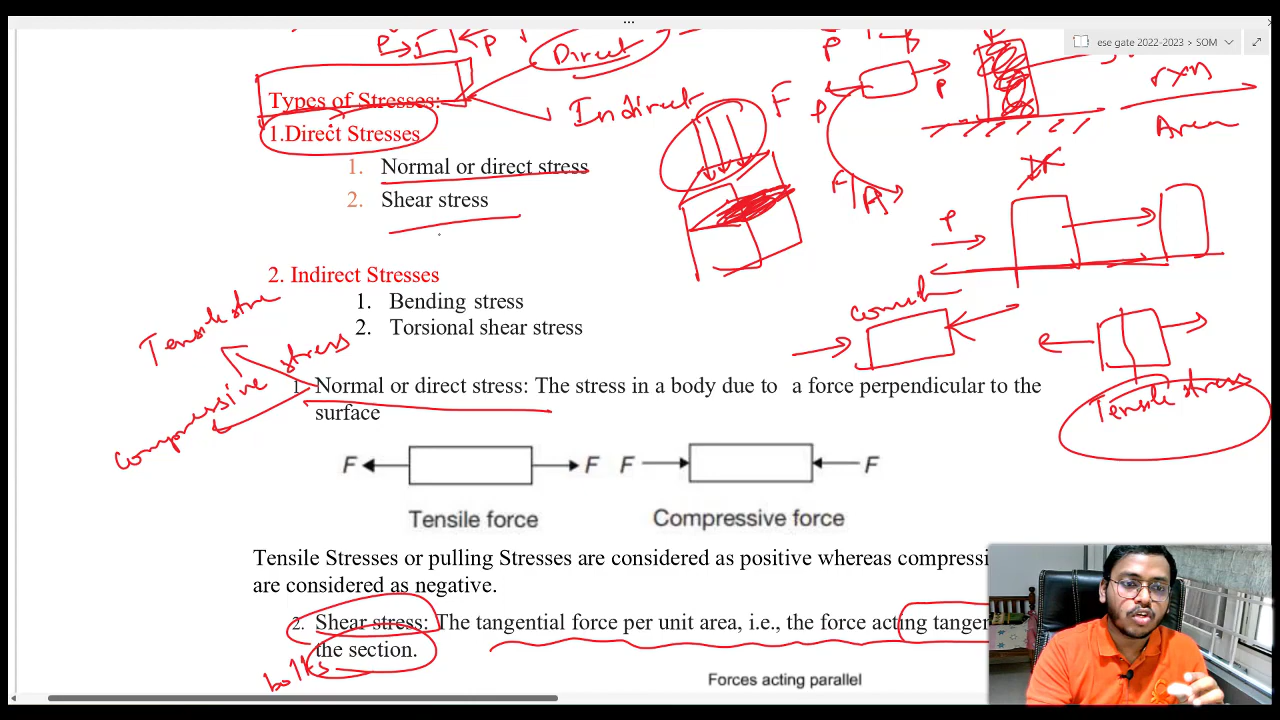 ...
ese gate 2022-2023 > SOM
P P
Direct
Types of Stresses:
Indirect
F
P
P
P
rxn
Area
1.Direct Stresses
1. Normal or direct stress
2. Shear stress
F/A
P
2. Indirect Stresses
1. Bending stress
2. Torsional shear stress
Tensile
Compressive stress
Tensile stress
1. Normal or direct stress: The stress in a body due to a force perpendicular to the
surface
F F F F
Tensile force Compressive force
Tensile Stresses or pulling Stresses are considered as positive whereas compressi
are considered as negative.
2. Shear stress: The tangential force per unit area, i.e., the force acting tangen
the section.
bolts
Forces acting parallel